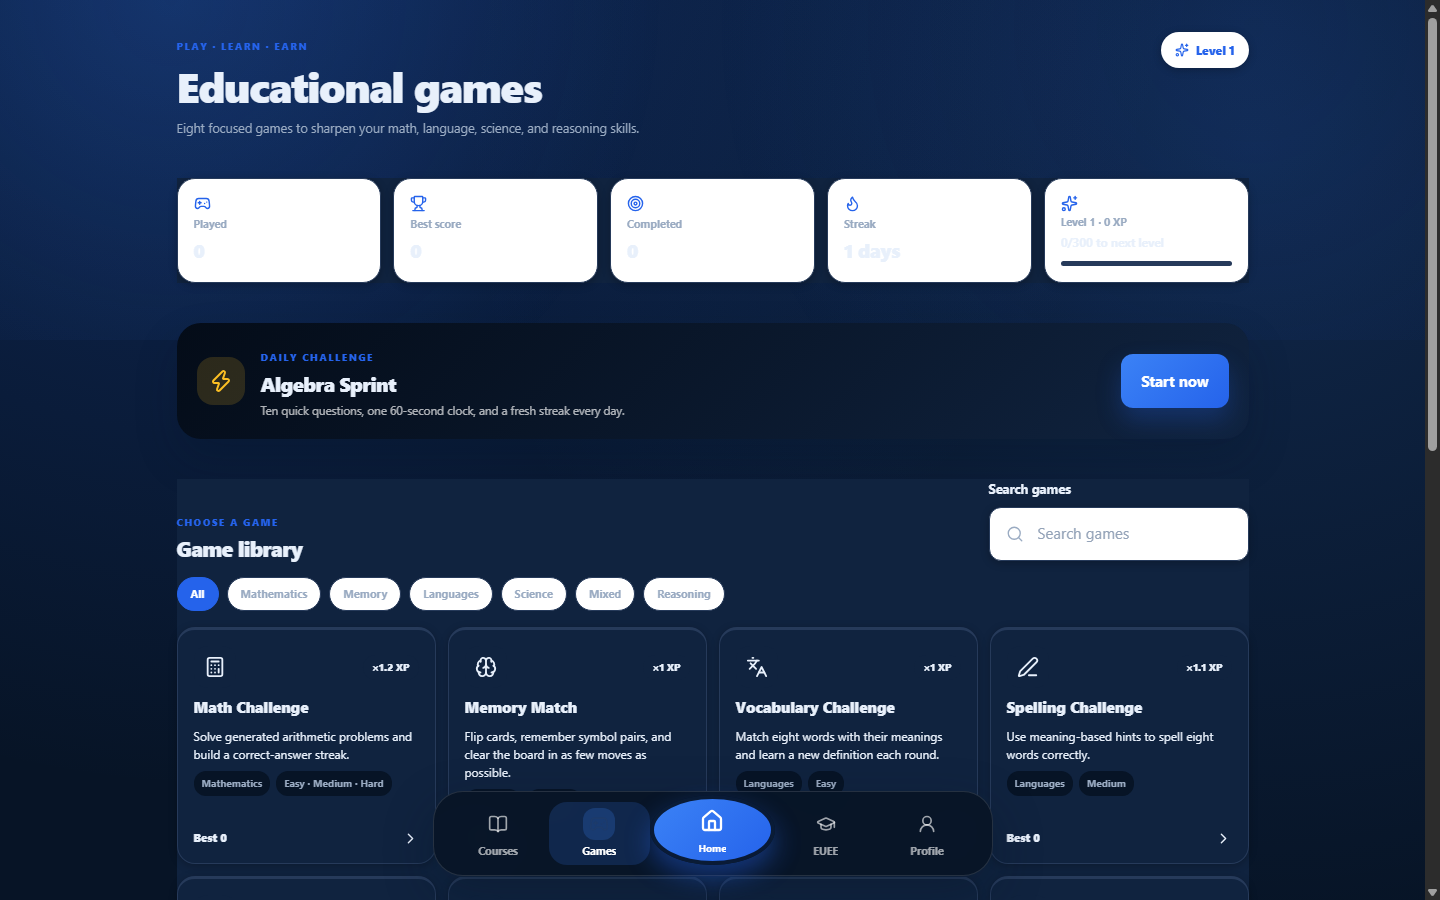 PLAY · LEARN · EARN
Level 1
Educational games
Eight focused games to sharpen your math, language, science, and reasoning skills.
Played
0
Best score
0
Completed
0
Streak
1 days
Level 1 · 0 XP
0/300 to next level
DAILY CHALLENGE
Algebra Sprint
Ten quick questions, one 60-second clock, and a fresh streak every day.
Start now
CHOOSE A GAME
Game library
Search games
Search games
All
Mathematics
Memory
Languages
Science
Mixed
Reasoning
×1.2 XP
Math Challenge
Solve generated arithmetic problems and
build a correct-answer streak.
Mathematics
Easy · Medium · Hard
Best 0
×1 XP
Memory Match
Flip cards, remember symbol pairs, and
clear the board in as few moves as
possible.
×1 XP
Vocabulary Challenge
Match eight words with their meanings
and learn a new definition each round.
Languages
Easy
×1.1 XP
Spelling Challenge
Use meaning-based hints to spell eight
words correctly.
Languages
Medium
Best 0
Courses
Games
Home
EUEE
Profile